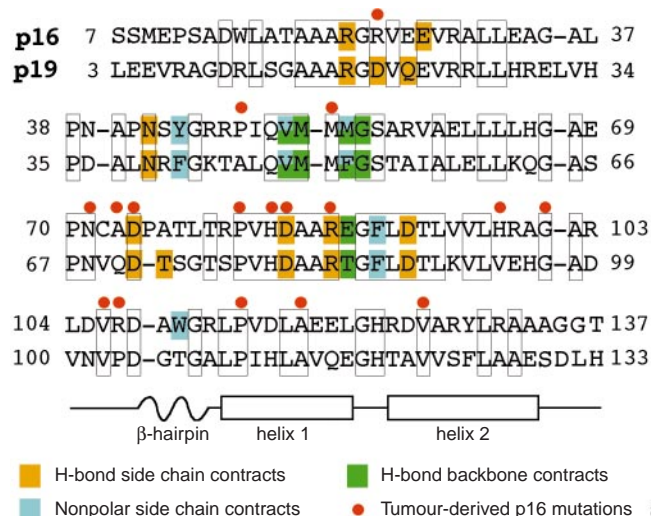 p16 7 SSMEPSADWLATAAARGRVEEVRALLEAG-AL 37
p19 3 LEEVRAGDRLSGAAARGDVQEVRRLLHRELVH 34
38 PN-APNSYGRRPIQVM-MMGSARVAELLLLHG-AE 69
35 PD-ALNRFGKTALQVM-MFGSTAIALELLKQG-AS 66
70 PNCADPATLTRPVHDAAREGFLDTLVVLHRAG-AR 103
67 PNVQD-TSGTSPVHDAARTGFLDTLKVLVEHG-AD 99
104 LDVRD-AWGRLPVDLAEELGHRDVARYLRAAAGGT 137
100 VNVPD-GTGALPIHLAVQEGHTAVVSFLAAESDLH 133
β-hairpin helix 1 helix 2
H-bond side chain contracts H-bond backbone contracts
Nonpolar side chain contracts Tumour-derived p16 mutations